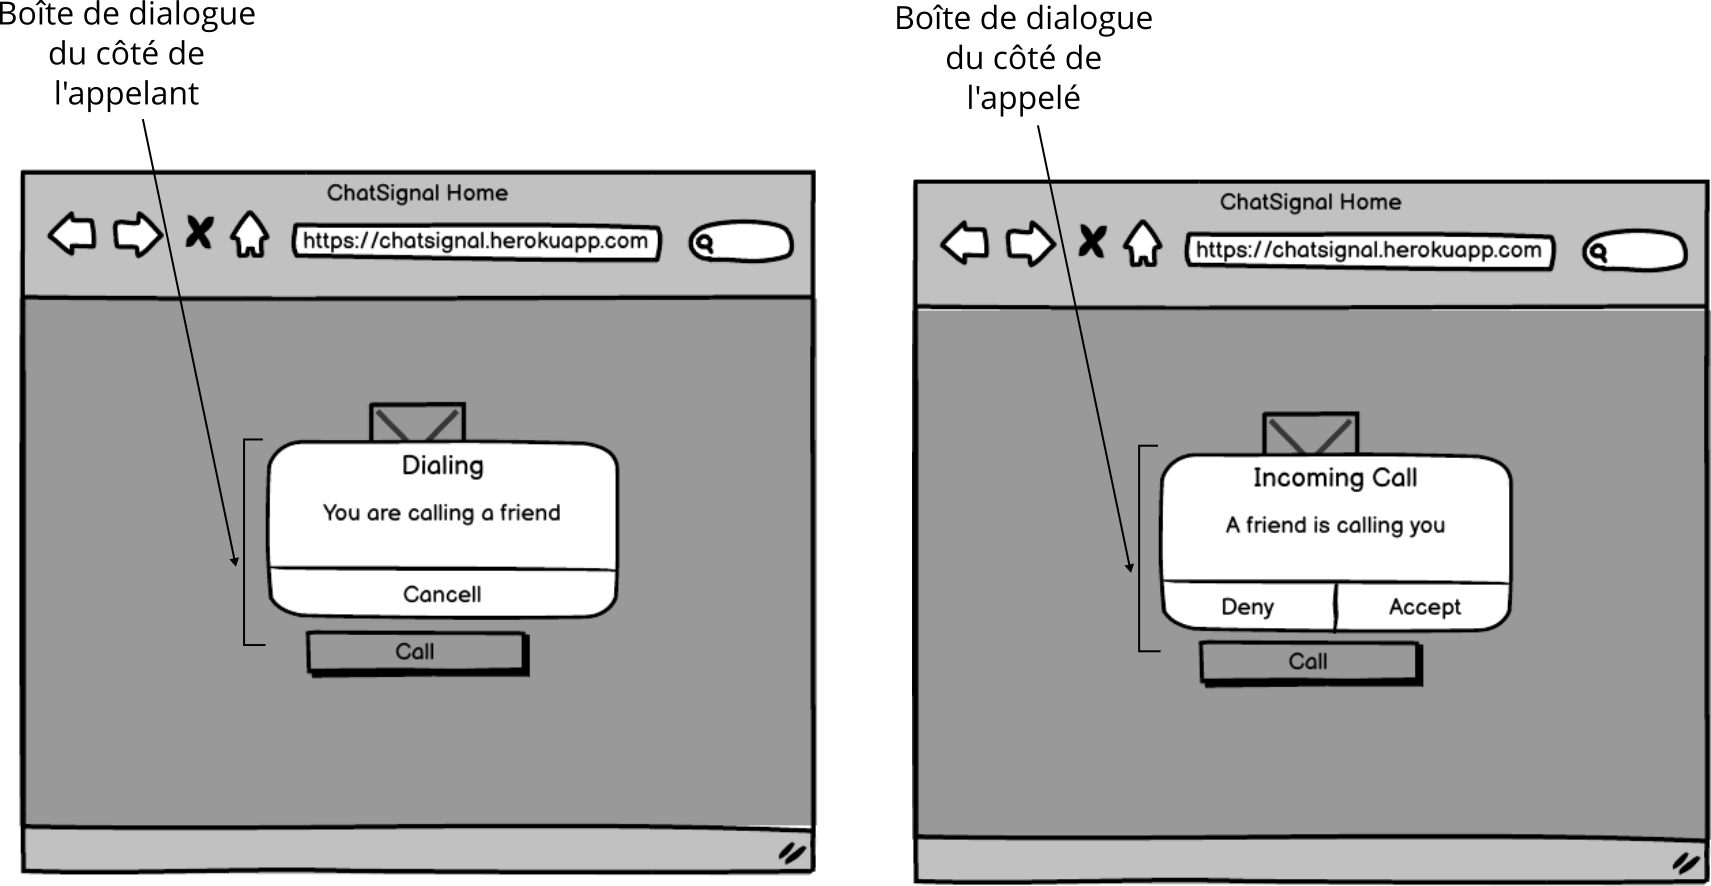 Boîte de dialogue
du côté de
l'appelant
ChatSignal Home
https://chatsignal.herokuapp.com
Dialing
You are calling a friend
Cancell
Call
Boîte de dialogue
du côté de
l'appelé
ChatSignal Home
https://chatsignal.herokuapp.com
Incoming Call
A friend is calling you
Deny
Accept
Call